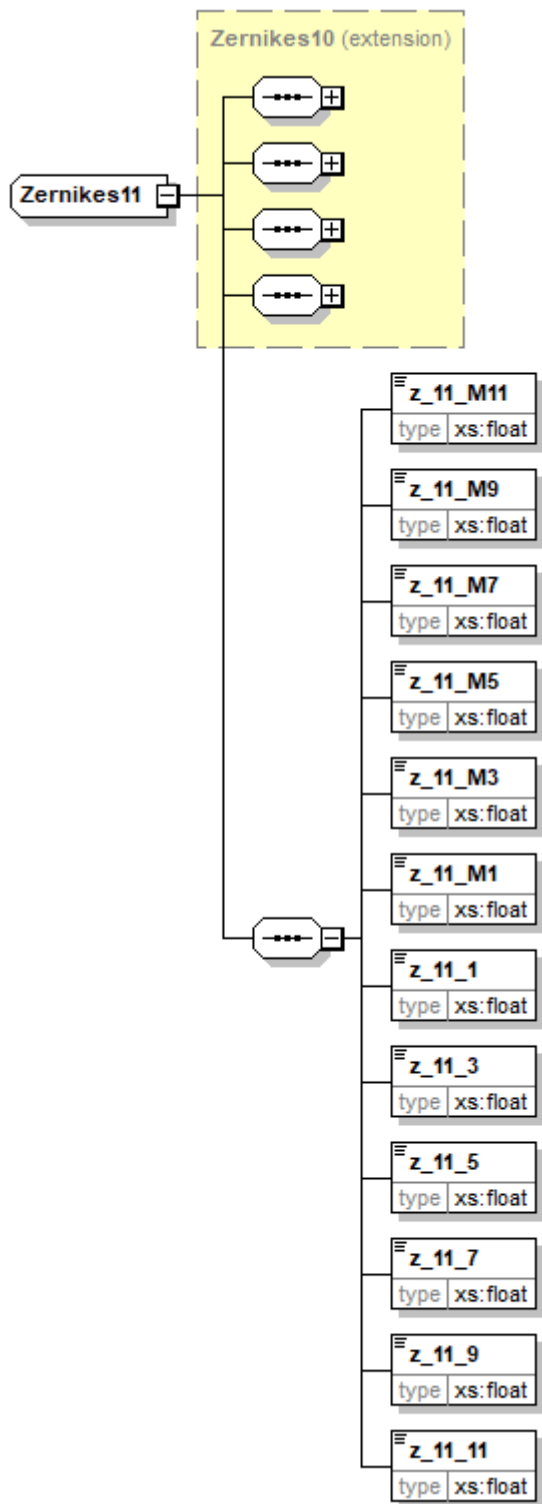 Zernikes10 (extension)
Zernikes11
z_11_M11
type xs:float
z_11_M9
type xs:float
z_11_M7
type xs:float
z_11_M5
type xs:float
z_11_M3
type xs:float
z_11_M1
type xs:float
z_11_1
type xs:float
z_11_3
type xs:float
z_11_5
type xs:float
z_11_7
type xs:float
z_11_9
type xs:float
z_11_11
type xs:float